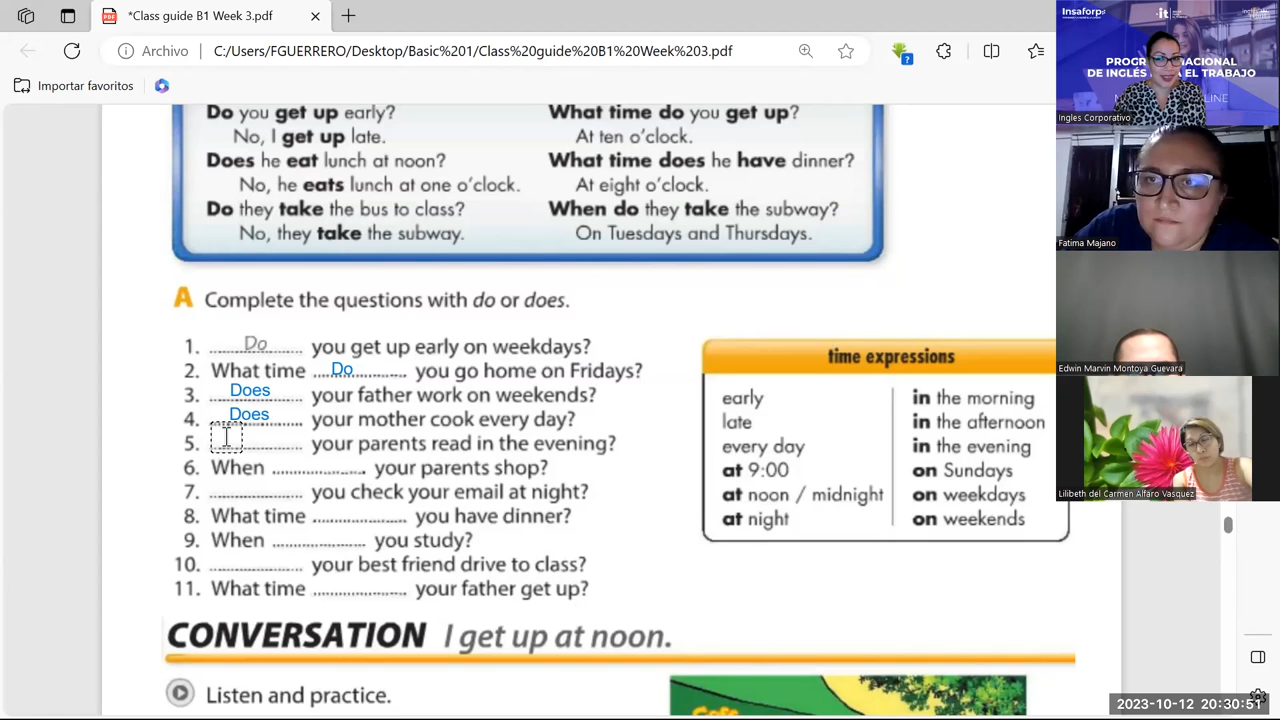 *Class guide B1 Week 3.pdf
Archivo
C:/Users/FGUERRERO/Desktop/Basic%201/Class%20guide%20B1%20Week%203.pdf
Importar favoritos
Do you get up early?
No, I get up late.
Does he eat lunch at noon?
No, he eats lunch at one o'clock.
Do they take the bus to class?
No, they take the subway.
What time do you get up?
At ten o'clock.
What time does he have dinner?
At eight o'clock.
When do they take the subway?
On Tuesdays and Thursdays.
A Complete the questions with do or does.
1. Do you get up early on weekdays?
2. What time Do you go home on Fridays?
3. Does your father work on weekends?
4. Does your mother cook every day?
5. your parents read in the evening?
6. When your parents shop?
7. you check your email at night?
8. What time you have dinner?
9. When you study?
10. your best friend drive to class?
11. What time your father get up?
time expressions
early
late
every day
at 9:00
at noon / midnight
at night
in the morning
in the afternoon
in the evening
on Sundays
on weekdays
on weekends
CONVERSATION I get up at noon.
Listen and practice.
Insaforp
Ingles Corporativo
Fatima Majano
Edwin Marvin Montoya Guevara
Lilibeth del Carmen Alfaro Vasquez
2023-10-12 20:30:51